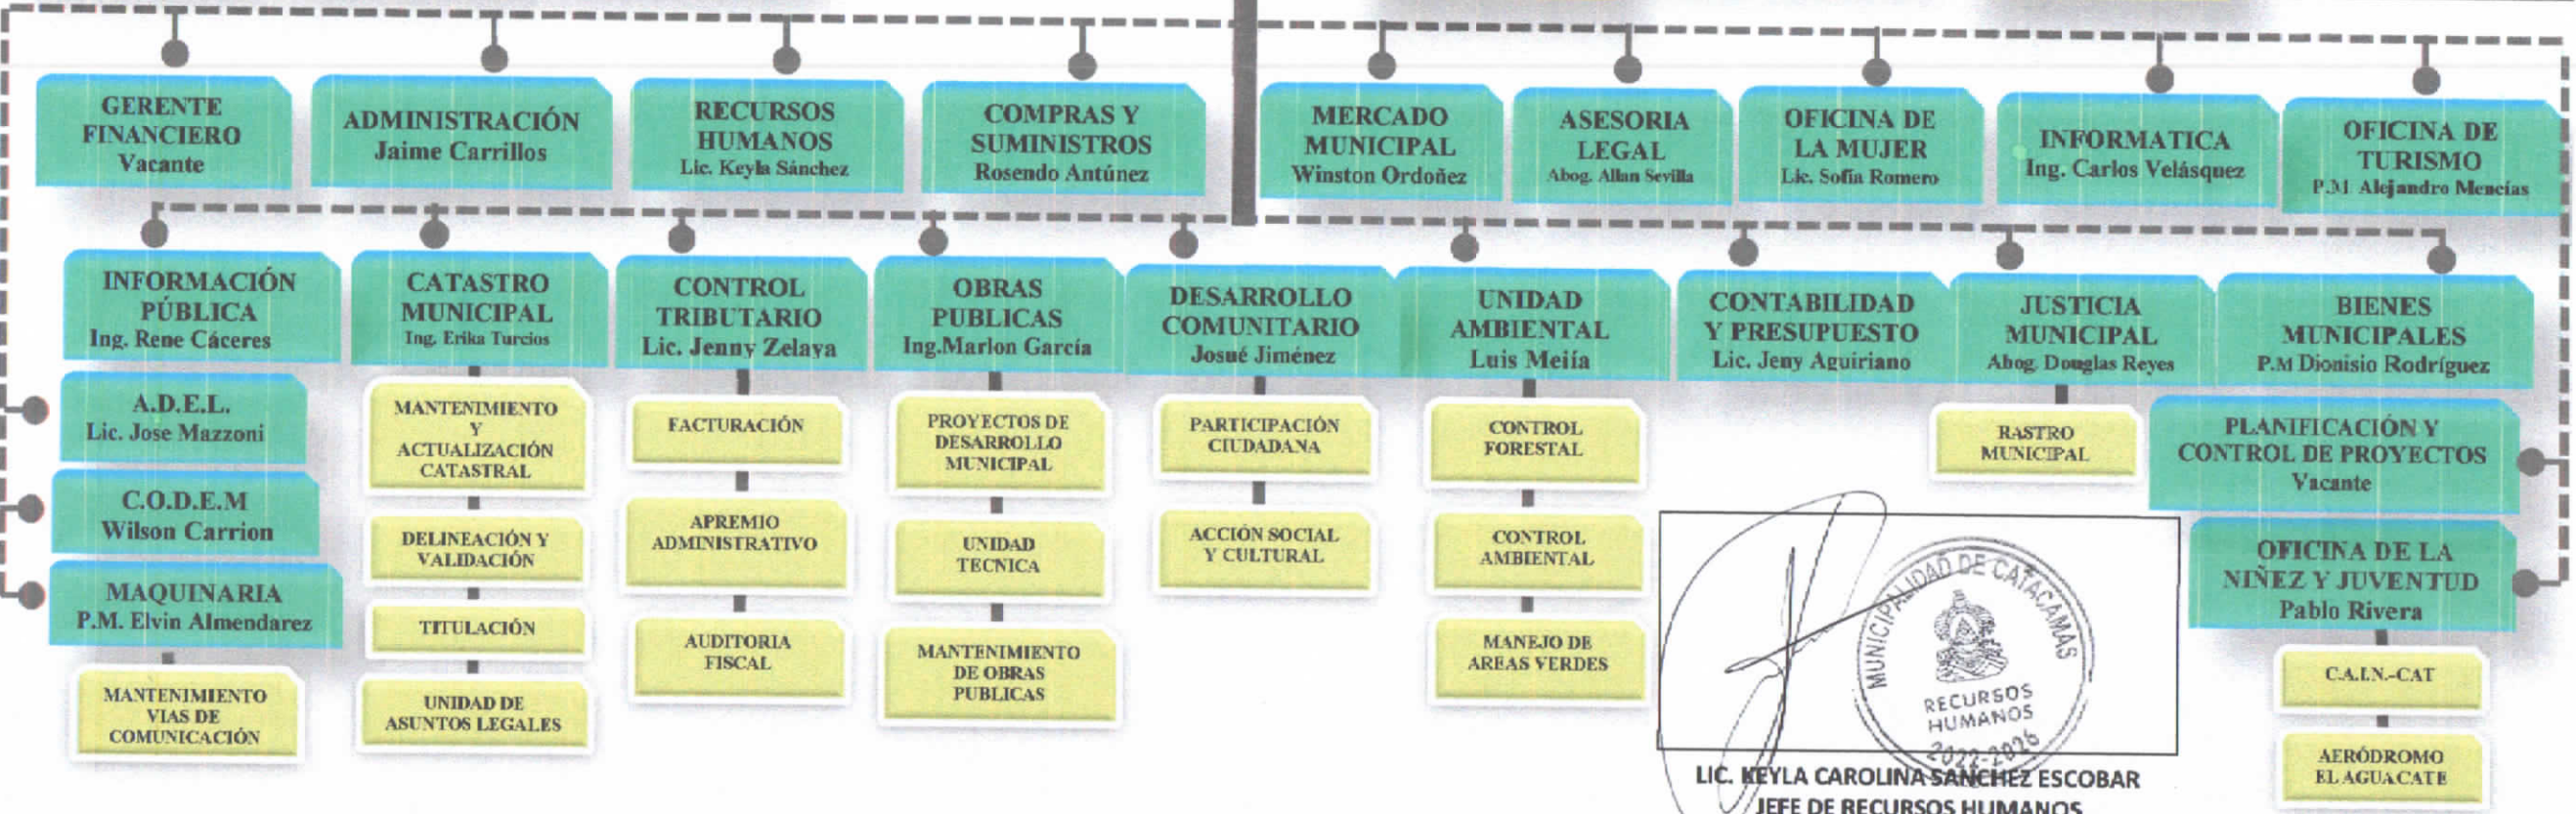 GERENTE
FINANCIERO
Vacante
ADMINISTRACIÓN
Jaime Carrillos
RECURSOS
HUMANOS
Lic. Keyla Sánchez
COMPRAS Y
SUMINISTROS
Rosendo Antúnez
MERCADO
MUNICIPAL
Winston Ordoñez
ASESORIA
LEGAL
Abog. Allan Sevilla
OFICINA DE
LA MUJER
Lic. Sofia Romero
INFORMATICA
Ing. Carlos Velásquez
OFICINA DE
TURISMO
P.M. Alejandro Mencías
INFORMACIÓN
PÚBLICA
Ing. Rene Cáceres
CATASTRO
MUNICIPAL
Ing. Erika Turcios
CONTROL
TRIBUTARIO
Lic. Jenny Zelaya
OBRAS
PUBLICAS
Ing.Marlon García
DESARROLLO
COMUNITARIO
Josué Jiménez
UNIDAD
AMBIENTAL
Luis Mejía
CONTABILIDAD
Y PRESUPUESTO
Lic. Jeny Aguiriano
JUSTICIA
MUNICIPAL
Abog. Douglas Reyes
BIENES
MUNICIPALES
P.M Dionisio Rodríguez
A.D.E.L.
Lic. Jose Mazzoni
C.O.D.E.M
Wilson Carrion
MAQUINARIA
P.M. Elvin Almendarez
MANTENIMIENTO
VIAS DE
COMUNICACIÓN
MANTENIMIENTO
Y
ACTUALIZACIÓN
CATASTRAL
DELINEACIÓN Y
VALIDACIÓN
TITULACIÓN
UNIDAD DE
ASUNTOS LEGALES
FACTURACIÓN
APREMIO
ADMINISTRATIVO
AUDITORIA
FISCAL
PROYECTOS DE
DESARROLLO
MUNICIPAL
UNIDAD
TECNICA
MANTENIMIENTO
DE OBRAS
PUBLICAS
PARTICIPACIÓN
CIUDADANA
ACCIÓN SOCIAL
Y CULTURAL
CONTROL
FORESTAL
CONTROL
AMBIENTAL
MANEJO DE
AREAS VERDES
RASTRO
MUNICIPAL
PLANIFICACIÓN Y
CONTROL DE PROYECTOS
Vacante
OFICINA DE LA
NIÑEZ Y JUVENTUD
Pablo Rivera
C.A.I.N.-CAT
AERÓDROMO
EL AGUACATE
MUNICIPALIDAD DE CATACAMAS
RECURSOS
HUMANOS
2022-2026
LIC. KEYLA CAROLINA SANCHEZ ESCOBAR
JEFE DE RECURSOS HUMANOS